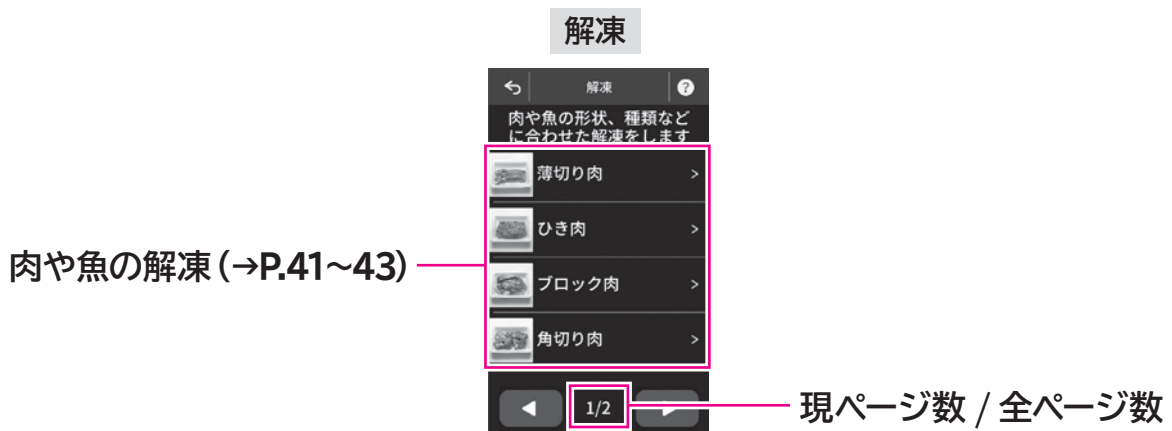 解凍
解凍
?
肉や魚の形状、種類など
に合わせた解凍をします
薄切り肉 >
ひき肉 >
ブロック肉 >
角切り肉 >
肉や魚の解凍(→P.41~43)
1/2
現ページ数 / 全ページ数